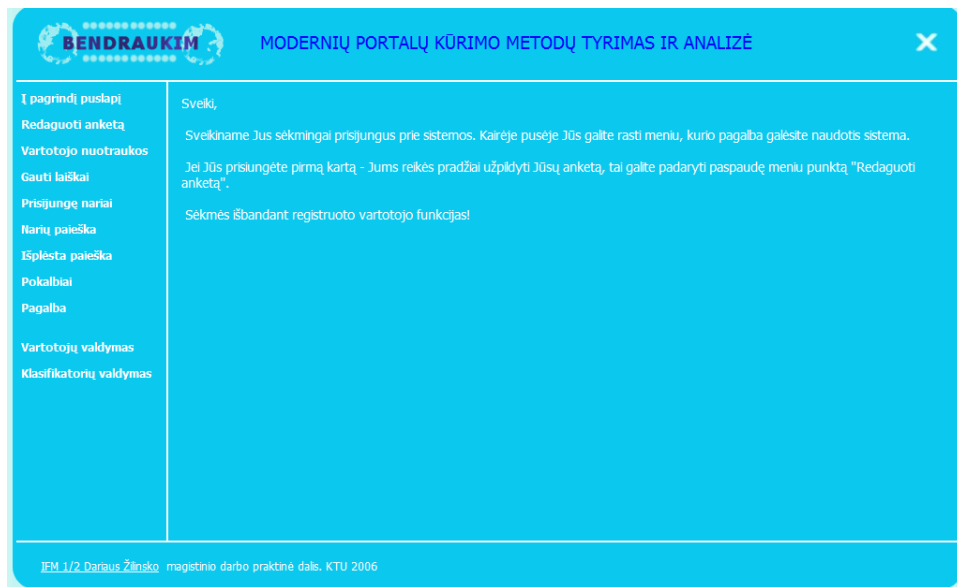 BENDRAUKIM
MODERNIŲ PORTALŲ KŪRIMO METODŲ TYRIMAS IR ANALIZĖ
Į pagrindį puslapį
Redaguoti anketą
Vartotojo nuotraukos
Gauti laiškai
Prisijungę nariai
Narių paieška
Išplėsta paieška
Pokalbiai
Pagalba
Vartotojų valdymas
Klasifikatorių valdymas
Sveiki,
Sveikiname Jus sėkmingai prisijungus prie sistemos. Kairėje pusėje Jūs galite rasti meniu, kurio pagalba galėsite naudotis sistema.
Jei Jūs prisiungėte pirmą kartą - Jums reikės pradžiai užpildyti Jūsų anketą, tai galite padaryti paspaudę meniu punktą "Redaguoti
anketą".
Sėkmės išbandant registruoto vartotojo funkcijas!
IFM 1/2 Dariaus Žilinsko magistinio darbo praktinė dalis. KTU 2006